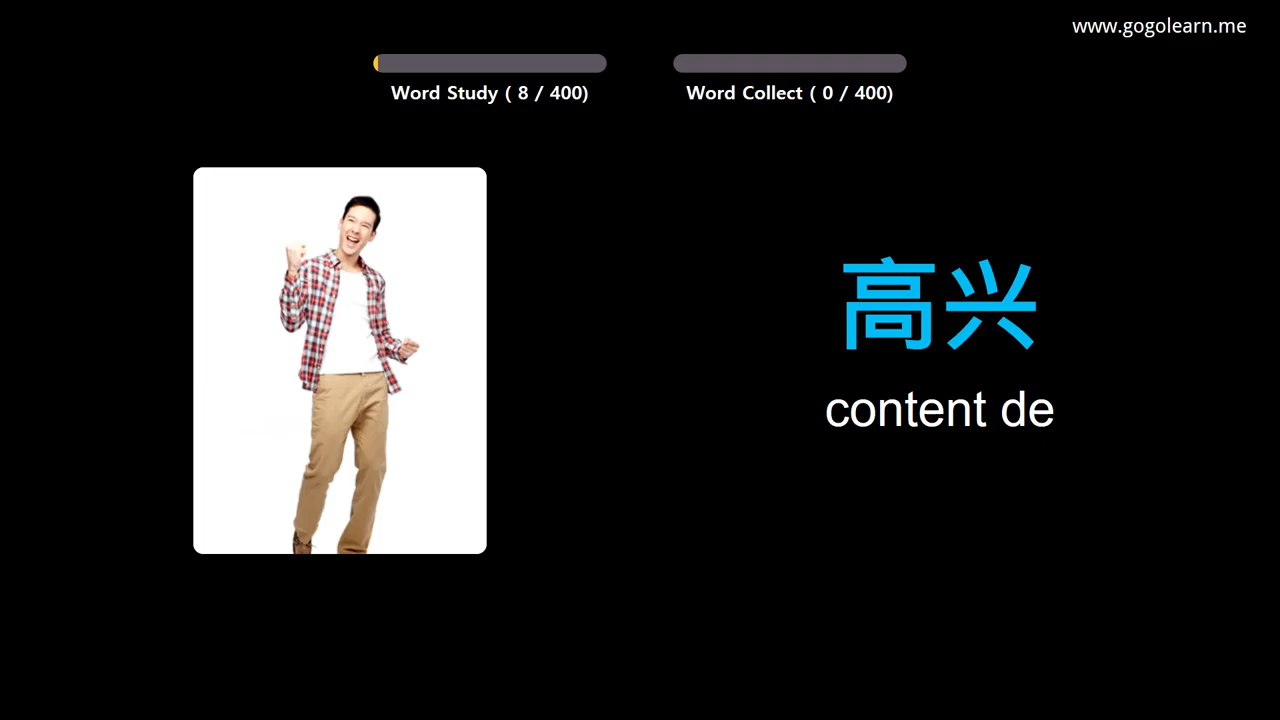 www.gogolearn.me
Word Study ( 8 / 400)
Word Collect ( 0 / 400)
高兴
content de